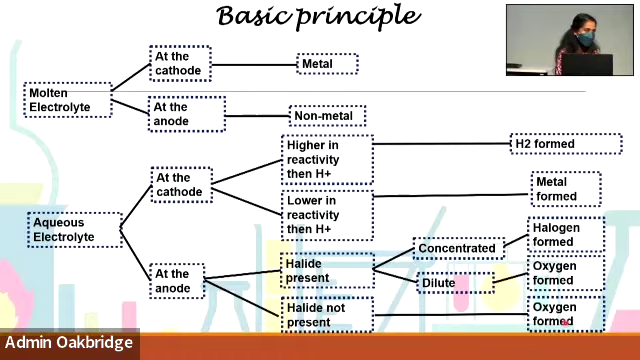 Basic principle
At the
cathode
Metal
Molten
Electrolyte
At the
anode
Non-metal
Higher in
reactivity
then H+
H2 formed
At the
cathode
Metal
formed
Lower in
reactivity
then H+
Aqueous
Electrolyte
Halogen
formed
Concentrated
Halide
present
At the
anode
Dilute
Oxygen
formed
Halide not
present
Oxygen
formed
Admin Oakbridge